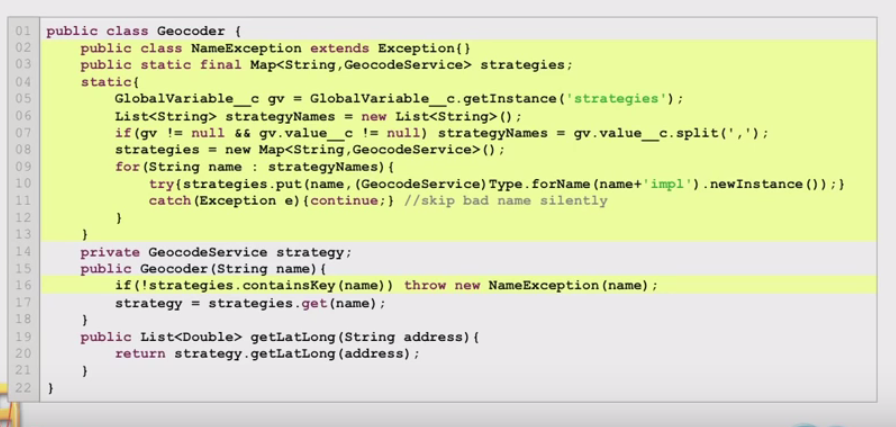 01 public class Geocoder {
02 public class NameException extends Exception{}
03 public static final Map<String,GeocodeService> strategies;
04 static{
05 GlobalVariable__c gv = GlobalVariable__c.getInstance('strategies');
06 List<String> strategyNames = new List<String>();
07 if(gv != null && gv.value__c != null) strategyNames = gv.value__c.split(',');
08 strategies = new Map<String,GeocodeService>();
09 for(String name : strategyNames){
10 try{strategies.put(name,(GeocodeService)Type.forName(name+'impl').newInstance());}
11 catch(Exception e){continue;} //skip bad name silently
12 }
13 }
14 private GeocodeService strategy;
15 public Geocoder(String name){
16 if(!strategies.containsKey(name)) throw new NameException(name);
17 strategy = strategies.get(name);
18 }
19 public List<Double> getLatLong(String address){
20 return strategy.getLatLong(address);
21 }
22 }